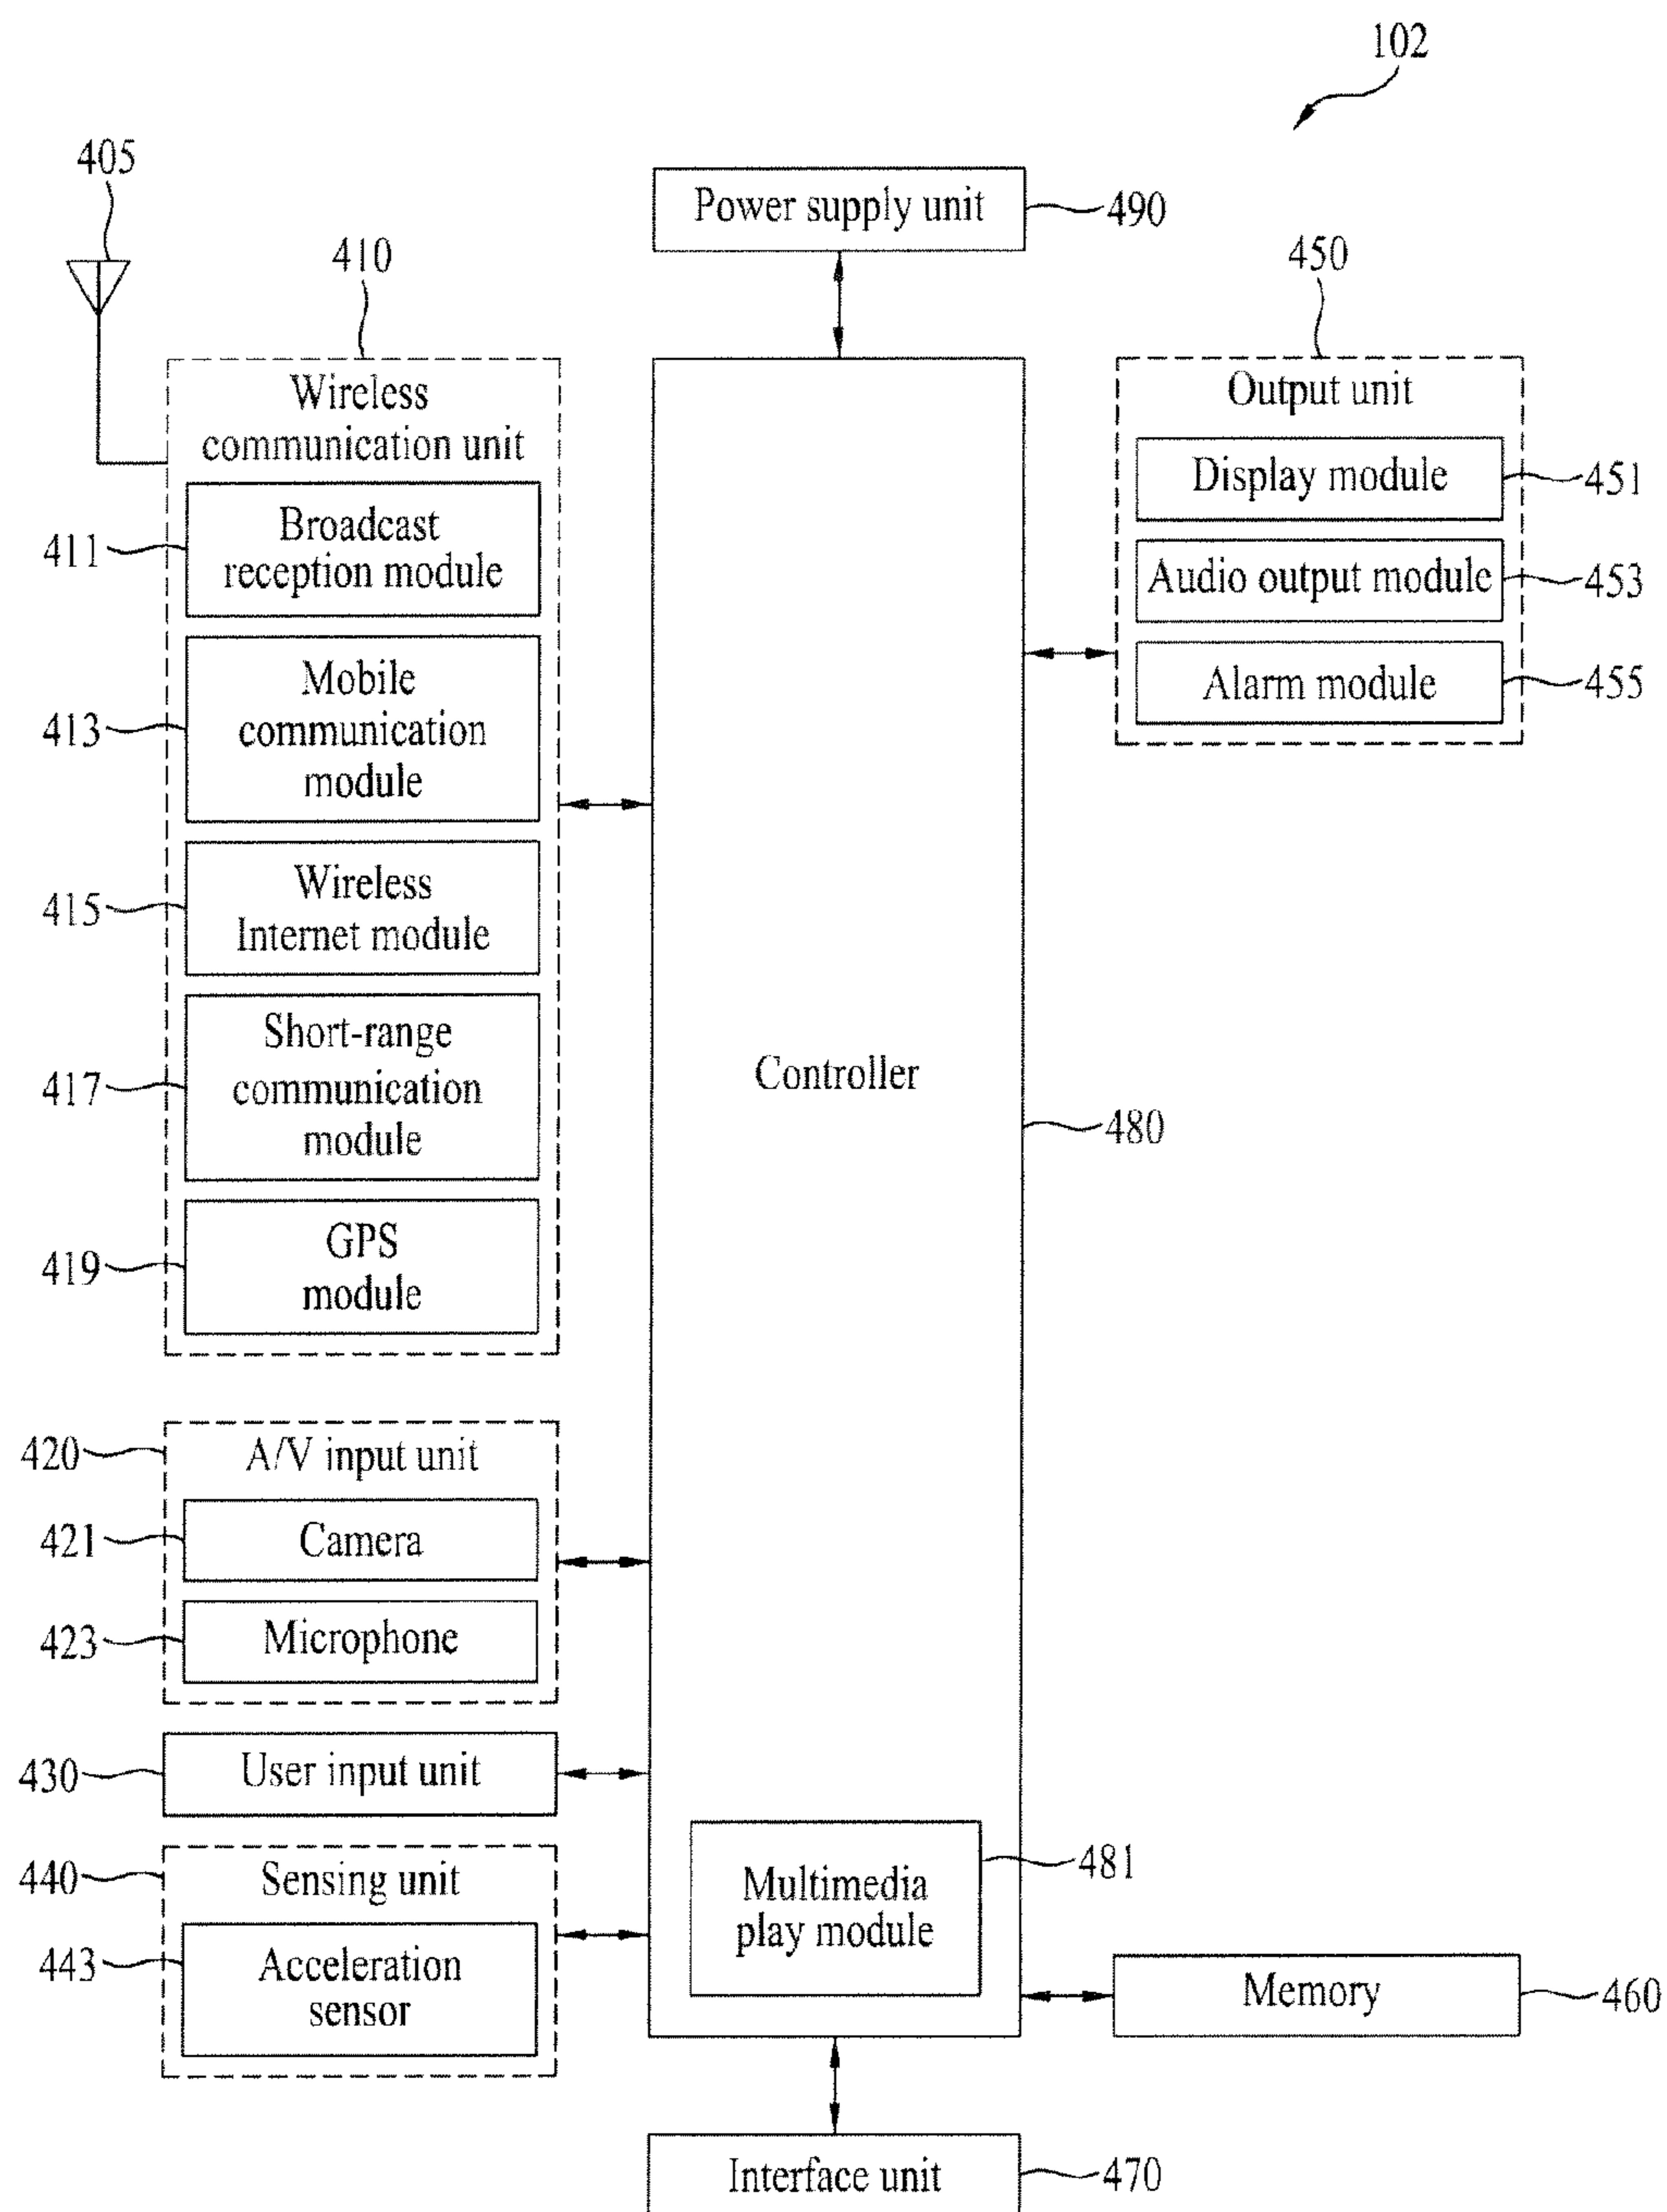 102
405
Power supply unit
490
410
450
Wireless
communication unit
Output unit
Display module
451
Broadcast
reception module
411
Audio output module
453
Mobile
communication
module
413
Alarm module
455
Wireless
Internet module
415
Short-range
communication
module
417
Controller
480
GPS
module
419
420
A/V input unit
421
Camera
423
Microphone
430
User input unit
440
Sensing unit
443
Acceleration
sensor
Multimedia
play module
481
Memory
460
Interface unit
470